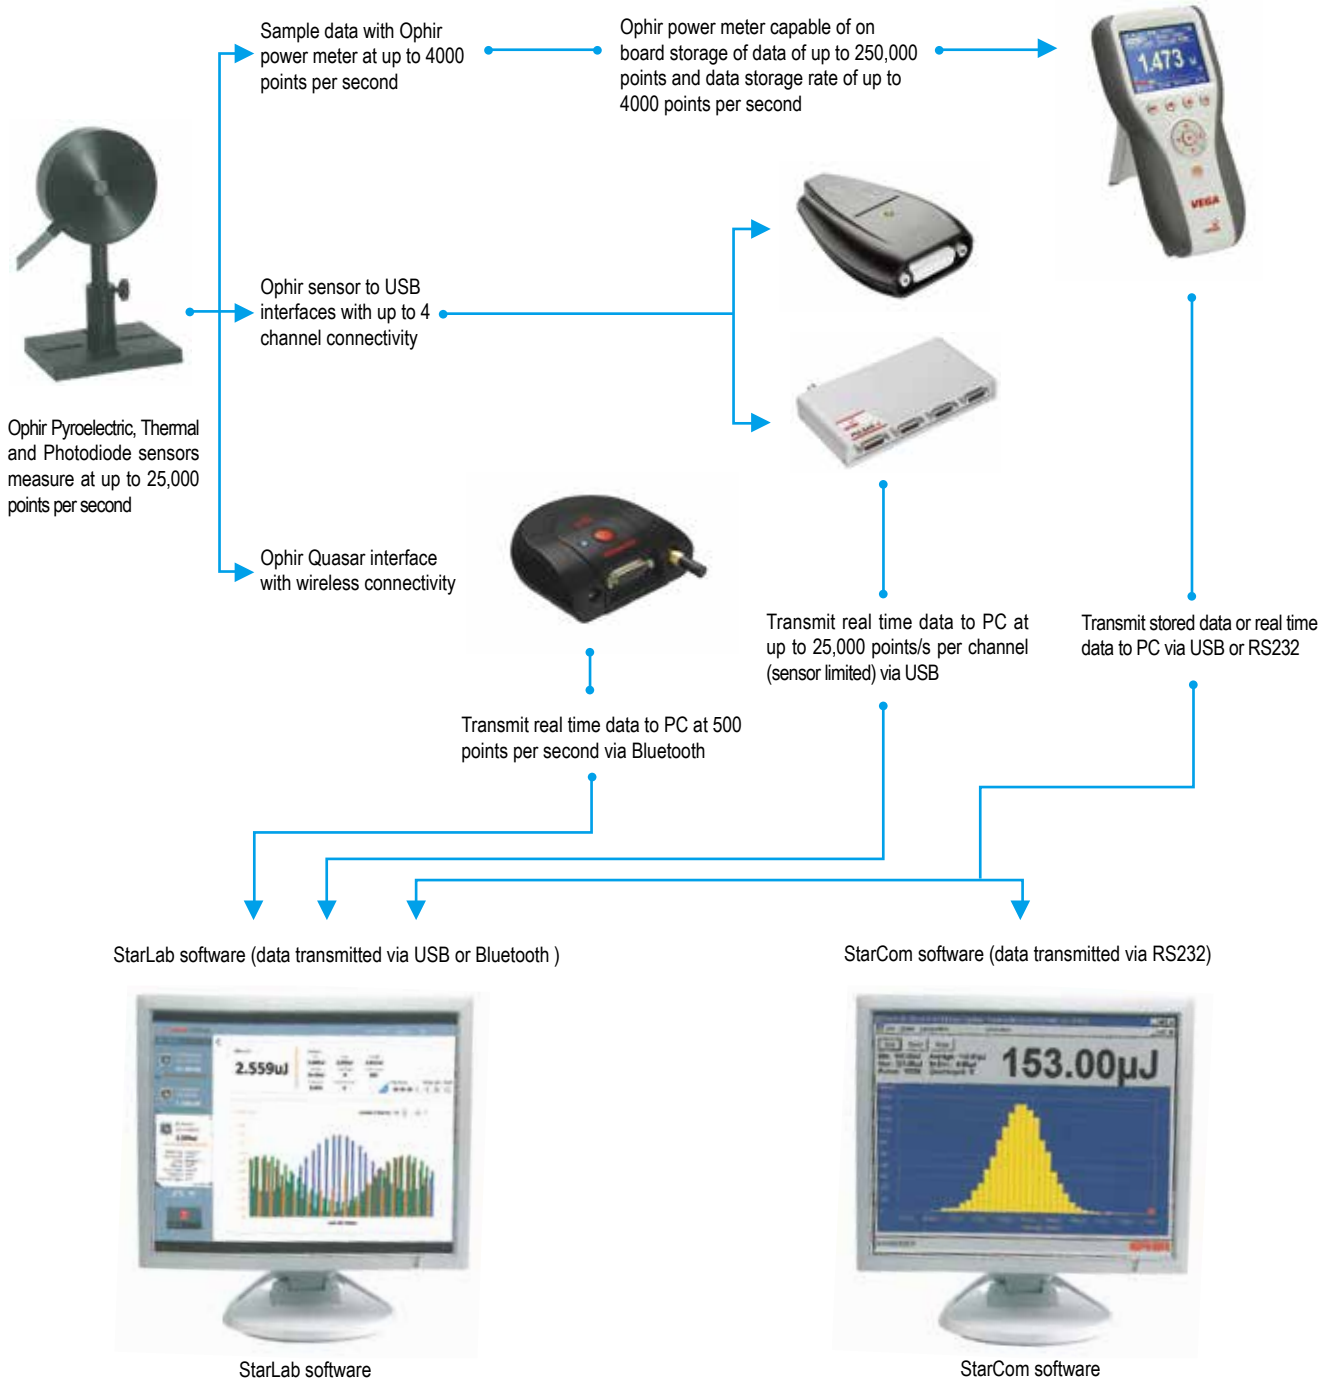 Sample data with Ophir
power meter at up to 4000
points per second
Ophir power meter capable of on
board storage of data of up to 250,000
points and data storage rate of up to
4000 points per second
1.473
VEGA
Ophir sensor to USB
interfaces with up to 4
channel connectivity
Ophir Pyroelectric, Thermal
and Photodiode sensors
measure at up to 25,000
points per second
Ophir Quasar interface
with wireless connectivity
Transmit real time data to PC at
up to 25,000 points/s per channel
(sensor limited) via USB
Transmit stored data or real time
data to PC via USB or RS232
Transmit real time data to PC at 500
points per second via Bluetooth
StarLab software (data transmitted via USB or Bluetooth )
StarCom software (data transmitted via RS232)
2.559uJ
153.00µJ
StarLab software
StarCom software